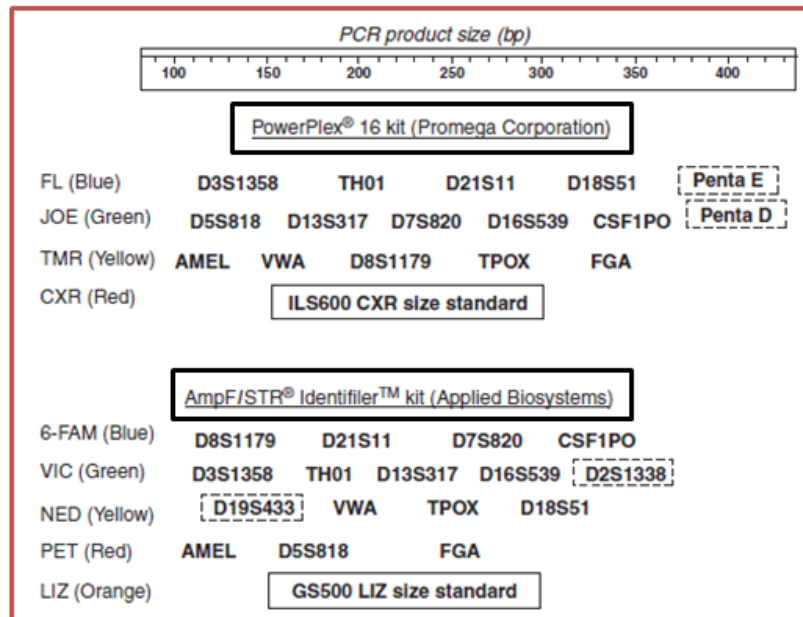 PCR product size (bp)
100 150 200 250 300 350 400
PowerPlex® 16 kit (Promega Corporation)
FL (Blue) D3S1358 TH01 D21S11 D18S51 Penta E
JOE (Green) D5S818 D13S317 D7S820 D16S539 CSF1PO Penta D
TMR (Yellow) AMEL VWA D8S1179 TPOX FGA
CXR (Red) ILS600 CXR size standard
AmpF/STR® Identifiler™ kit (Applied Biosystems)
6-FAM (Blue) D8S1179 D21S11 D7S820 CSF1PO
VIC (Green) D3S1358 TH01 D13S317 D16S539 D2S1338
NED (Yellow) D19S433 VWA TPOX D18S51
PET (Red) AMEL D5S818 FGA
LIZ (Orange) GS500 LIZ size standard